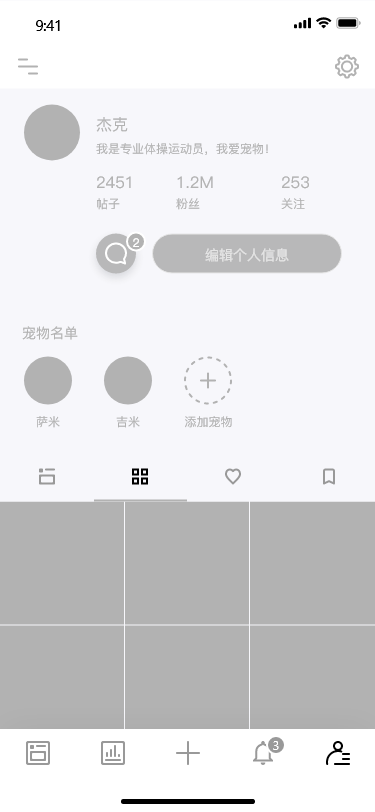 9:41
杰克
我是专业体操运动员，我爱宠物！
2451 1.2M 253
帖子 粉丝 关注
2
编辑个人信息
宠物名单
萨米 吉米 添加宠物
3